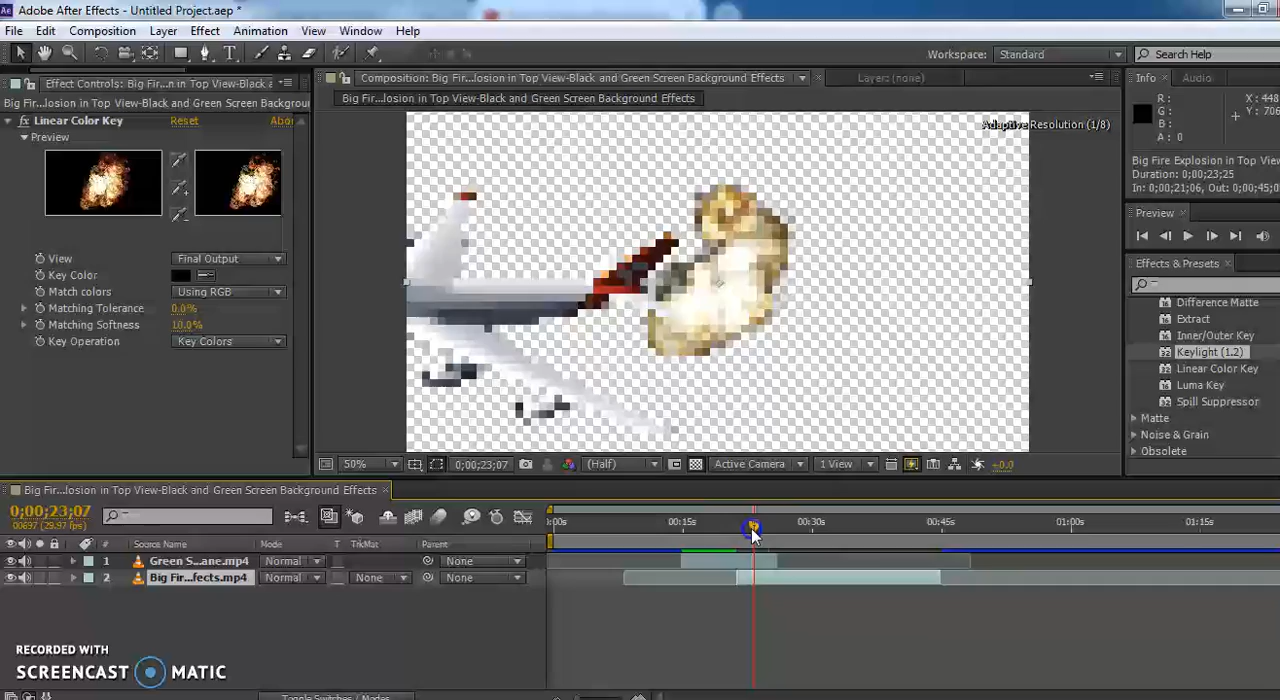 Adobe After Effects - Untitled Project.aep *
File Edit Composition Layer Effect Animation View Window Help
Workspace: Standard Search Help
Effect Controls: Big Fir...n in Top View-Black a
Composition: Big Fir...losion in Top View-Black and Green Screen Background Effects
Layer: (none)
Info Audio
Big Fire Explosion in Top View-Black and Green Screen Backgroun
Big Fir...losion in Top View-Black and Green Screen Background Effects
fx Linear Color Key Reset Abo
Preview
Adaptive Resolution (1/8)
R: X: 448
G: Y: 706
B:
A: 0
Big Fire Explosion in Top View
Duration: 0;00;23;25
In: 0;00;21;06, Out: 0;00;45;0
Preview
View Final Output
Key Color
Match colors Using RGB
Matching Tolerance 0.0%
Matching Softness 10.0%
Key Operation Key Colors
Effects & Presets
Difference Matte
Extract
Inner/Outer Key
Keylight (1.2)
Linear Color Key
Luma Key
Spill Suppressor
Matte
Noise & Grain
Obsolete
50% 0;00;23;07 (Half) Active Camera 1 View +0.0
Big Fir...losion in Top View-Black and Green Screen Background Effects
0;00;23;07
00697 (29.97 fps)
:00s 00:15s 00:30s 00:45s 01:00s 01:15s
# Source Name Mode T TrkMat Parent
1 Green S...ane.mp4 Normal None
2 Big Fir...fects.mp4 Normal None None
RECORDED WITH
SCREENCAST MATIC
Toggle Switches / Modes